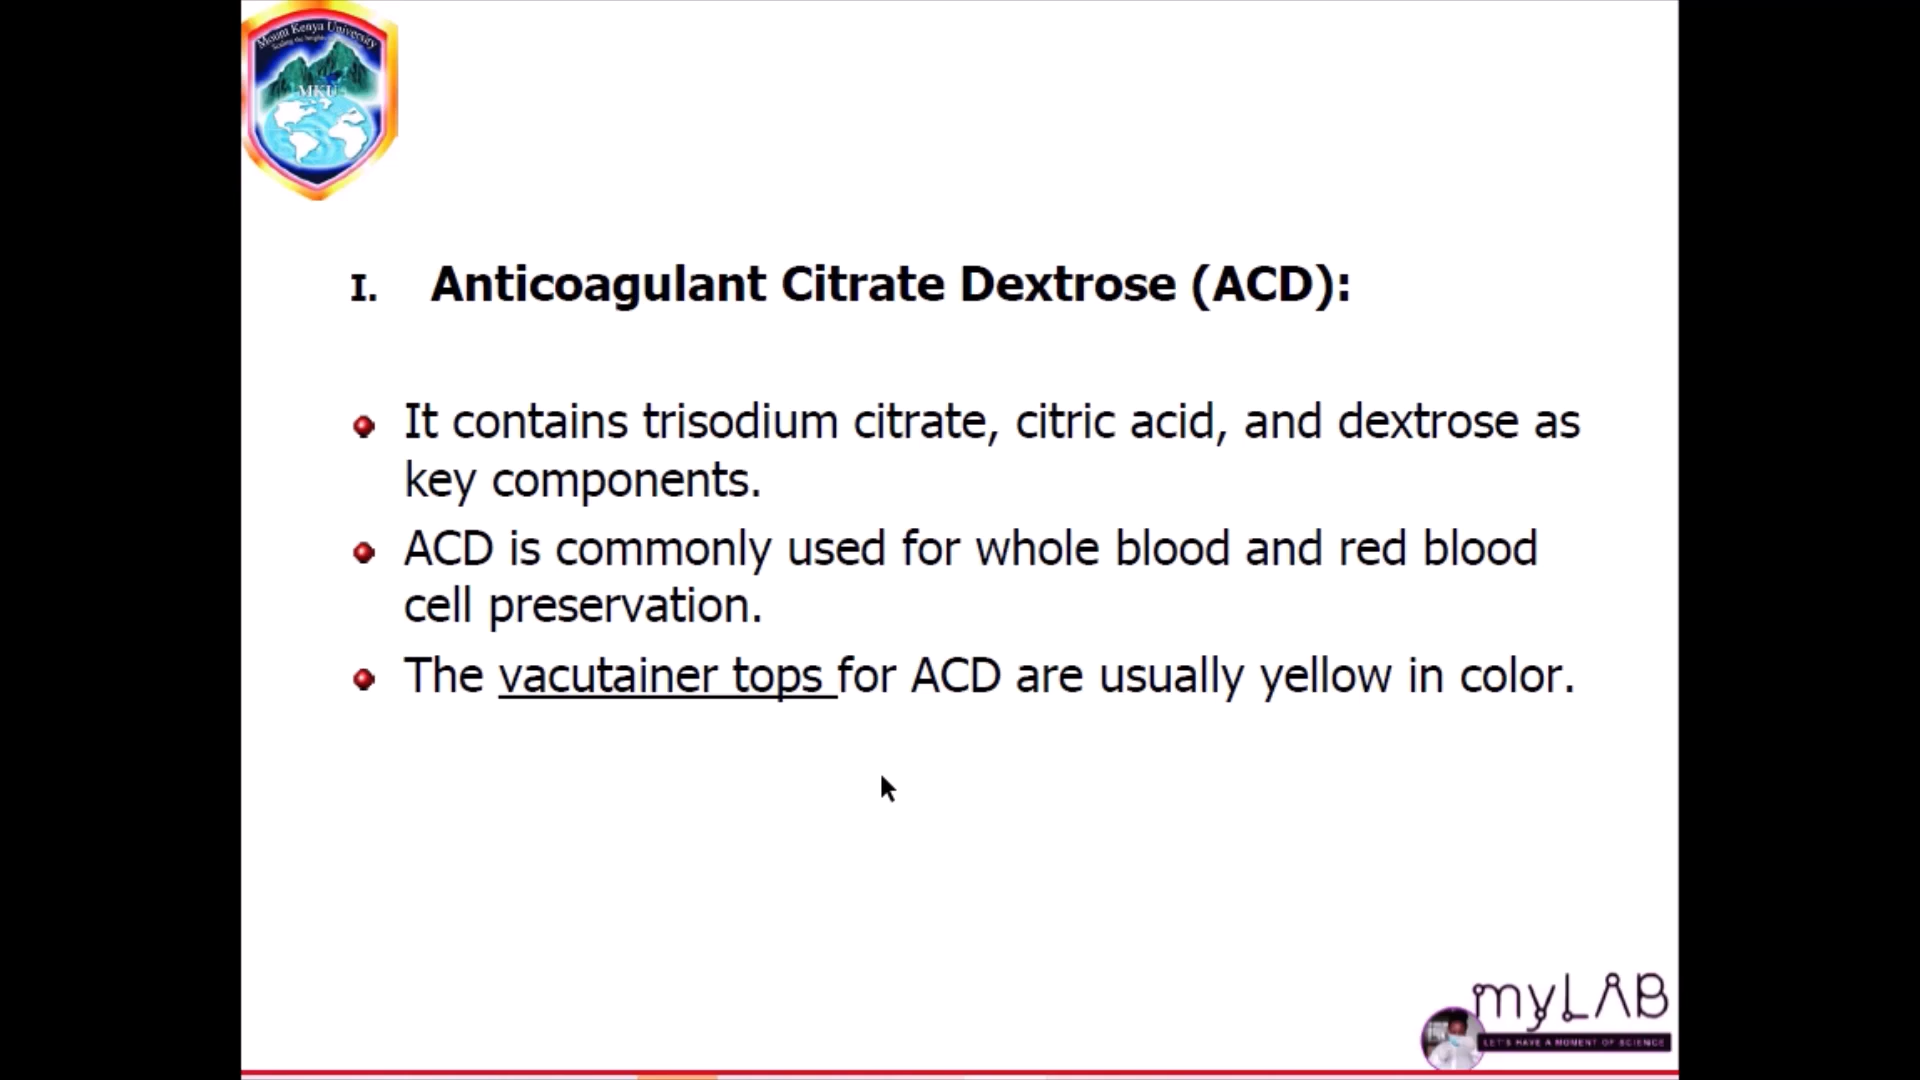 Mount Kenya University
MKU
I. Anticoagulant Citrate Dextrose (ACD):
It contains trisodium citrate, citric acid, and dextrose as
key components.
ACD is commonly used for whole blood and red blood
cell preservation.
The vacutainer tops for ACD are usually yellow in color.
myLAB
LET'S HAVE A MOMENT OF SCIENCE